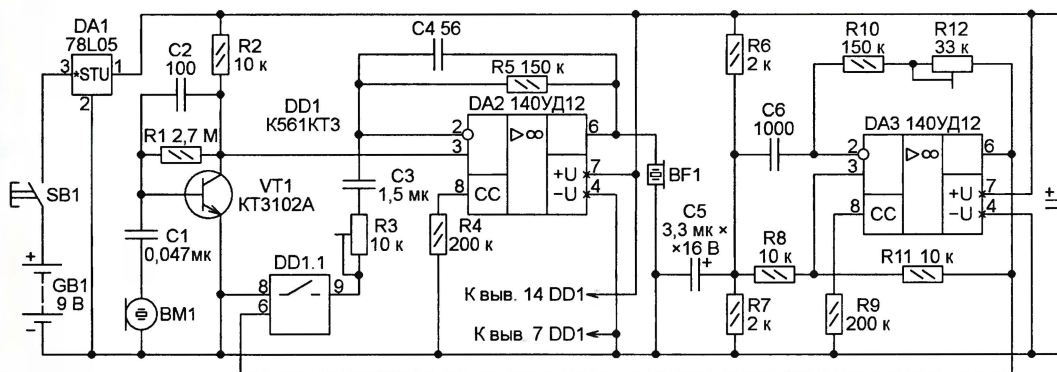 DA1
78L05
3
*STU
1
2
C2
100
R2
10 к
R1 2,7 М
VT1
КТ3102А
C1
0,047мк
BM1
SB1
+
GB1
9 В
−
DD1
К561КТ3
C4 56
R5 150 к
DA2 140УД12
2
3
8
▷∞
CC
+U
−U
6
7
4
C3
1,5 мк
R3
10 к
R4
200 к
DD1.1
8
6
9
К выв. 14 DD1
К выв. 7 DD1
BF1
C5
3,3 мк ×
×16 В
+
R6
2 к
C6
1000
R7
2 к
R8
10 к
R9
200 к
R10
150 к
R12
33 к
DA3 140УД12
2
3
8
▷∞
CC
+U
−U
6
7
4
R11 10 к
+